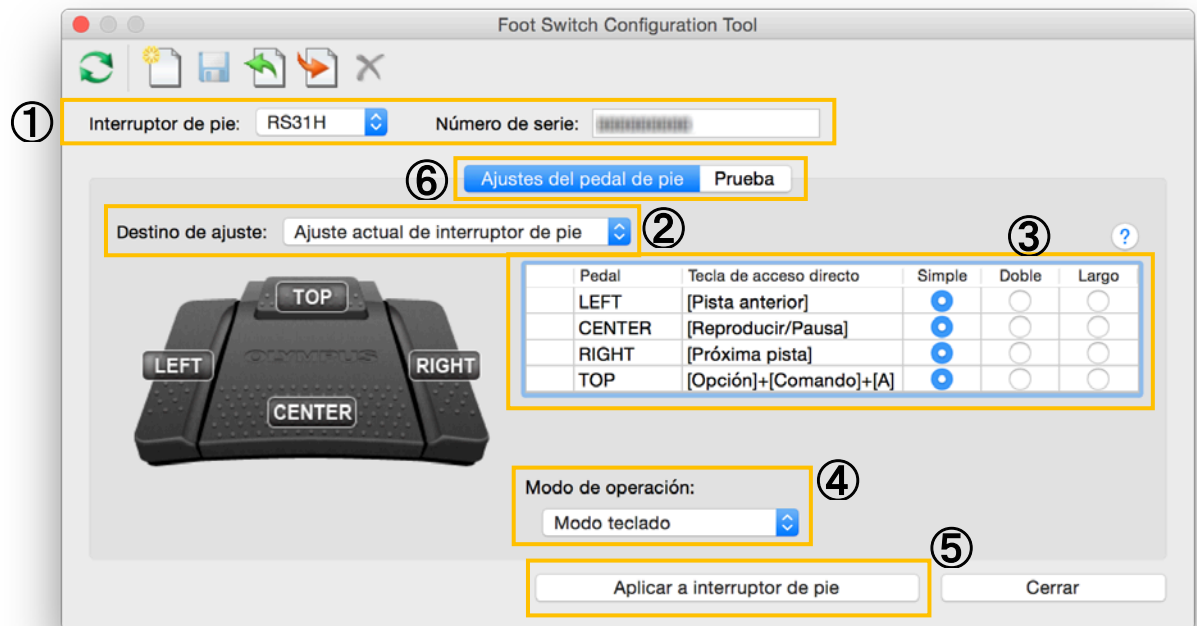 Foot Switch Configuration Tool
① Interruptor de pie: RS31H Número de serie:
⑥ Ajustes del pedal de pie Prueba
Destino de ajuste: Ajuste actual de interruptor de pie ②
③ ?
Pedal Tecla de acceso directo Simple Doble Largo
LEFT [Pista anterior]
CENTER [Reproducir/Pausa]
RIGHT [Próxima pista]
TOP [Opción]+[Comando]+[A]
TOP
OLYMPUS
LEFT RIGHT
CENTER
Modo de operación: ④
Modo teclado
⑤
Aplicar a interruptor de pie Cerrar